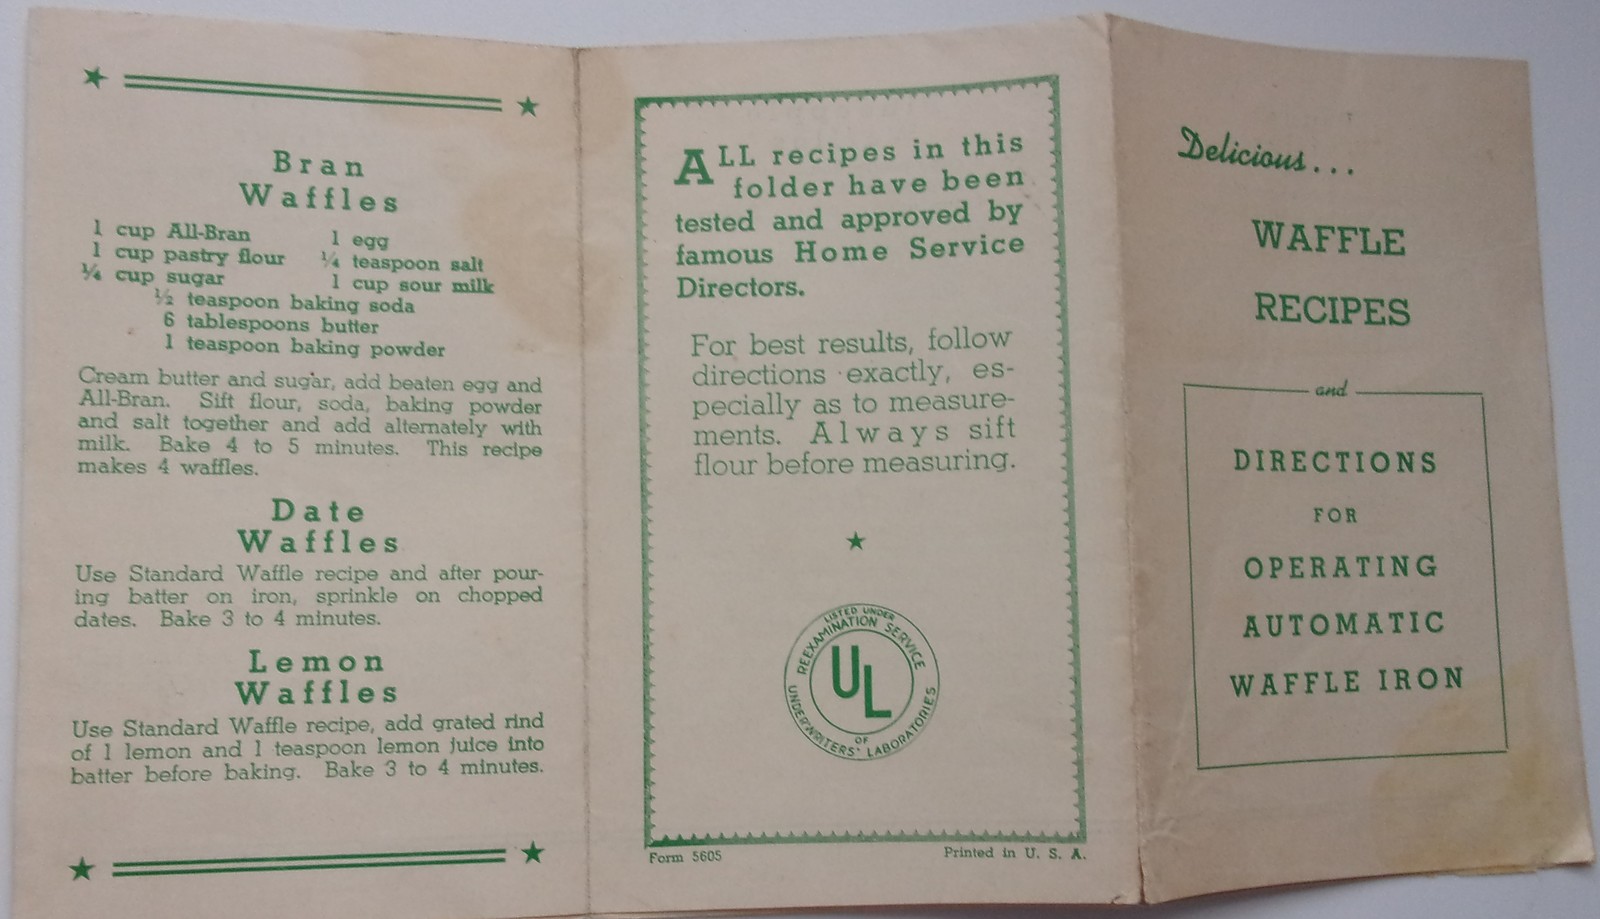 Bran
Waffles
1 cup All-Bran
1 cup pastry flour
¼ cup sugar
1 egg
¼ teaspoon salt
1 cup sour milk
½ teaspoon baking soda
6 tablespoons butter
1 teaspoon baking powder
Cream butter and sugar, add beaten egg and
All-Bran. Sift flour, soda, baking powder
and salt together and add alternately with
milk. Bake 4 to 5 minutes. This recipe
makes 4 waffles.
Date
Waffles
Use Standard Waffle recipe and after pour-
ing batter on iron, sprinkle on chopped
dates. Bake 3 to 4 minutes.
Lemon
Waffles
Use Standard Waffle recipe, add grated rind
of 1 lemon and 1 teaspoon lemon juice into
batter before baking. Bake 3 to 4 minutes.
ALL recipes in this
folder have been
tested and approved by
famous Home Service
Directors.
For best results, follow
directions exactly, es-
pecially as to measure-
ments. Always sift
flour before measuring.
LISTED UNDER
REEXAMINATION SERVICE
UL
OF
UNDERWRITERS' LABORATORIES
Form 5605
Printed in U. S. A.
Delicious...
WAFFLE
RECIPES
and
DIRECTIONS
FOR
OPERATING
AUTOMATIC
WAFFLE IRON